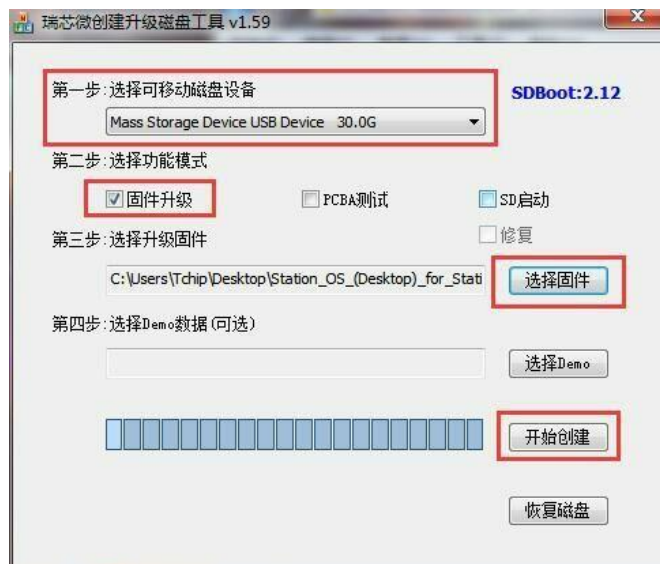 瑞芯微创建升级磁盘工具 v1.59
第一步:选择可移动磁盘设备
SDBoot:2.12
Mass Storage Device USB Device 30.0G
第二步:选择功能模式
固件升级 PCBA测试 SD启动
修复
第三步:选择升级固件
C:\Users\Tchip\Desktop\Station_OS_(Desktop)_for_Stati 选择固件
第四步:选择Demo数据(可选)
选择Demo
开始创建
恢复磁盘